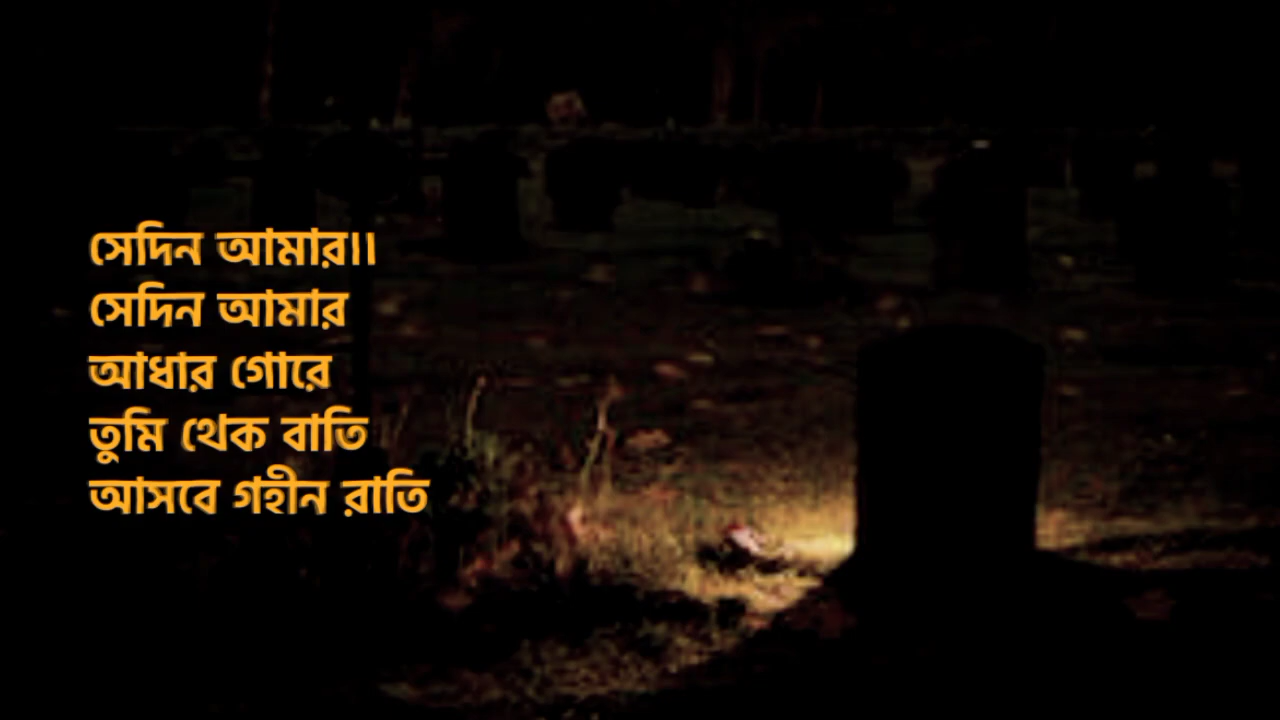 সেদিন আমার।।
সেদিন আমার
আধার গোরে
তুমি থেক বাতি
আসবে গহীন রাতি